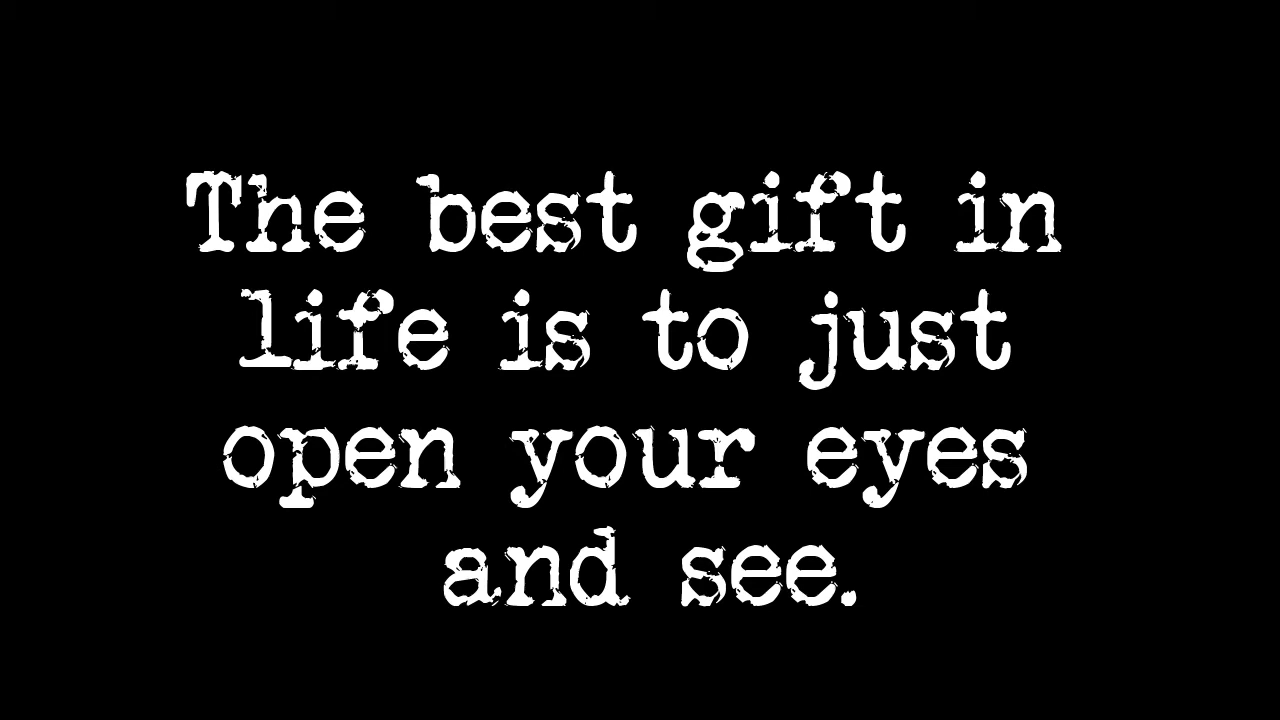 The best gift in
life is to just
open your eyes
and see.